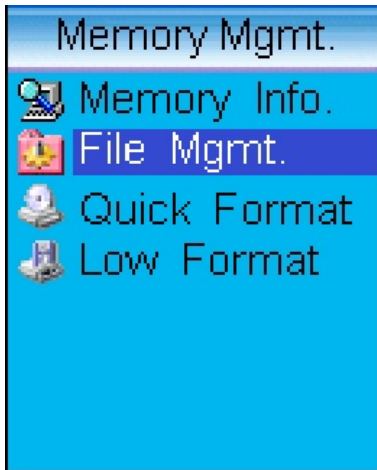 Memory Mgmt.
Memory Info.
File Mgmt.
Quick Format
Low Format